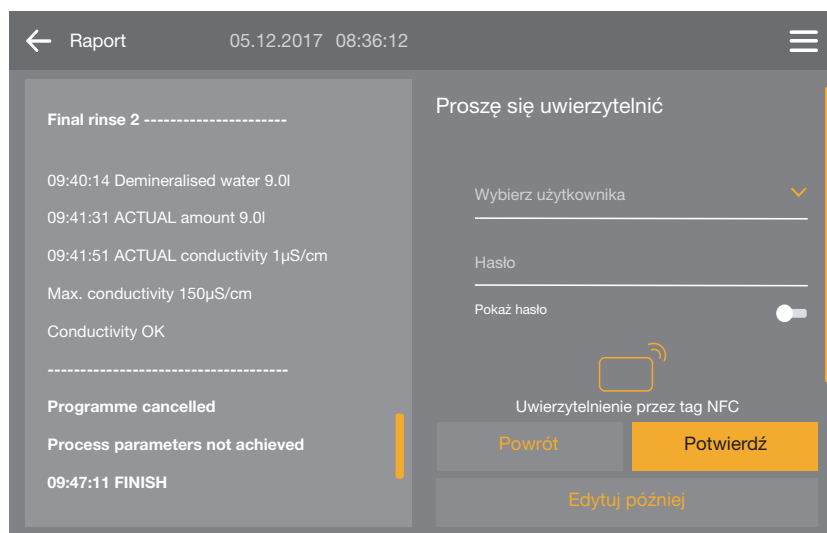 Raport 05.12.2017 08:36:12
Final rinse 2 ----------------------
09:40:14 Demineralised water 9.0l
09:41:31 ACTUAL amount 9.0l
09:41:51 ACTUAL conductivity 1µS/cm
Max. conductivity 150µS/cm
Conductivity OK
-------------------------------------
Programme cancelled
Process parameters not achieved
09:47:11 FINISH
Proszę się uwierzytelnić
Wybierz użytkownika
Hasło
Pokaż hasło
Uwierzytelnienie przez tag NFC
Powrót
Potwierdź
Edytuj później